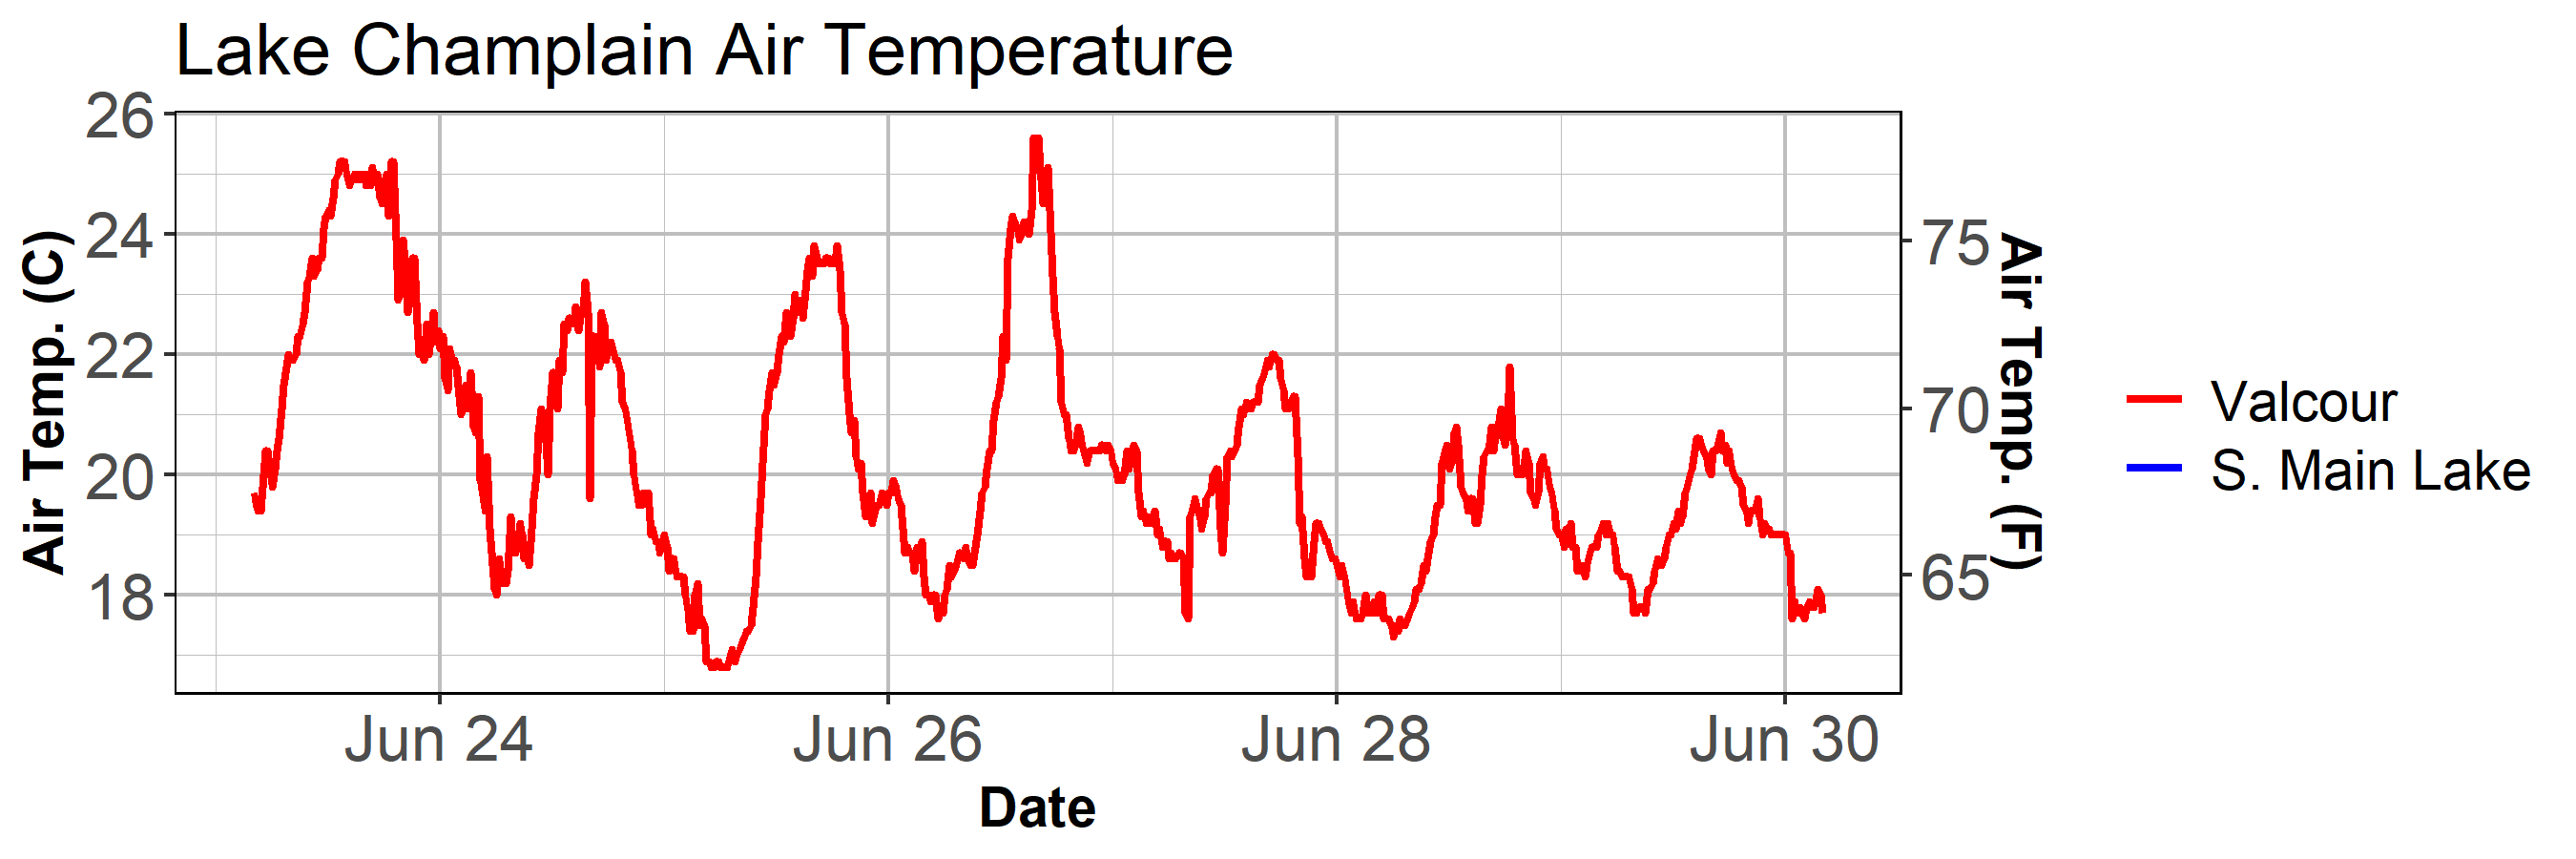 Lake Champlain Air Temperature
26
24
22
20
18
Air Temp. (C)
75
70
65
Air Temp. (F)
Jun 24
Jun 26
Jun 28
Jun 30
Date
Valcour
S. Main Lake